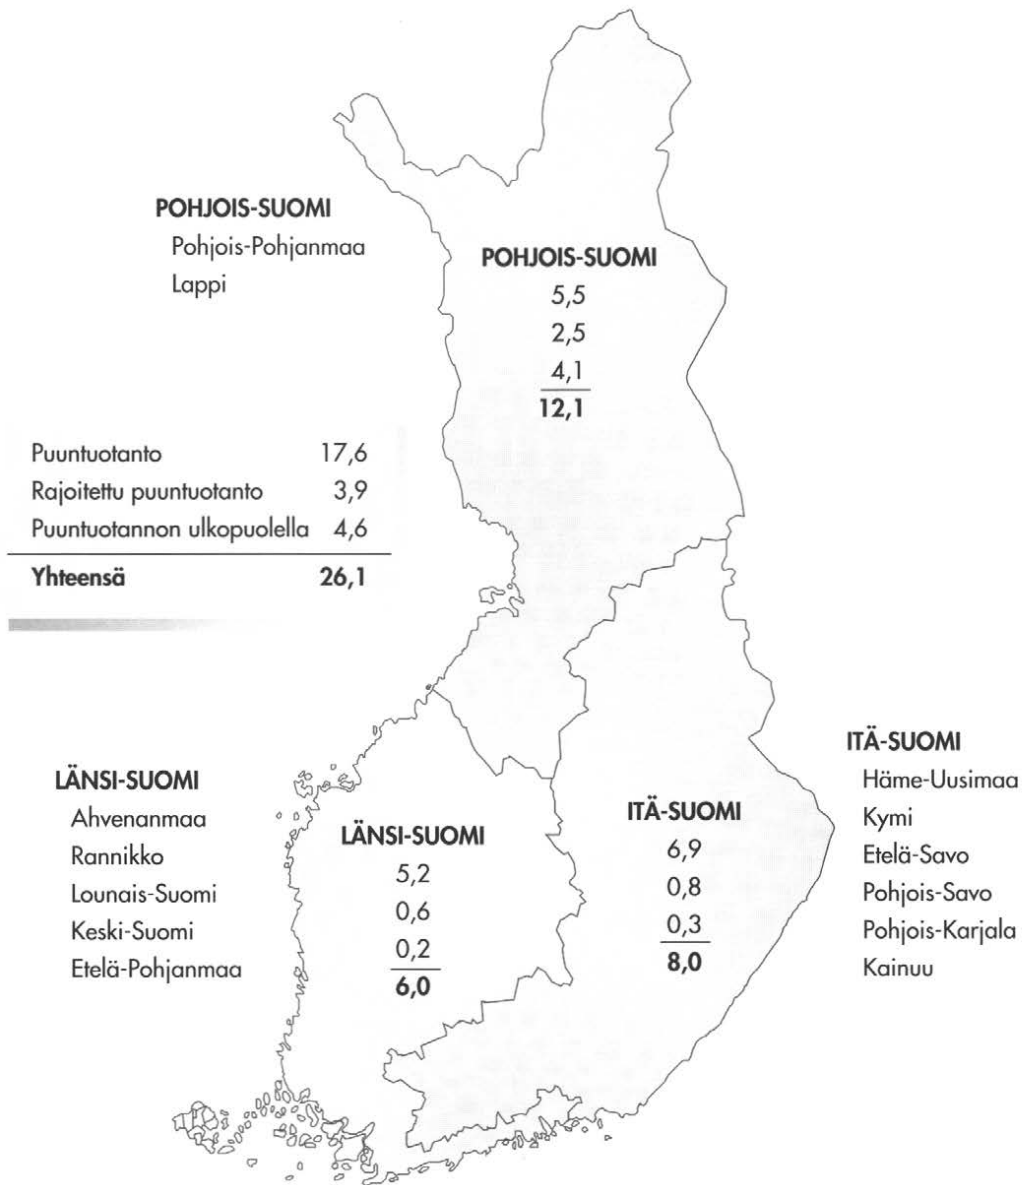 POHJOIS-SUOMI
Pohjois-Pohjanmaa
Lappi
POHJOIS-SUOMI
5,5
2,5
4,1
12,1
Puuntuotanto 17,6
Rajoitettu puuntuotanto 3,9
Puuntuotannon ulkopuolella 4,6
Yhteensä 26,1
LÄNSI-SUOMI
Ahvenanmaa
Rannikko
Lounais-Suomi
Keski-Suomi
Etelä-Pohjanmaa
LÄNSI-SUOMI
5,2
0,6
0,2
6,0
ITÄ-SUOMI
6,9
0,8
0,3
8,0
ITÄ-SUOMI
Häme-Uusimaa
Kymi
Etelä-Savo
Pohjois-Savo
Pohjois-Karjala
Kainuu